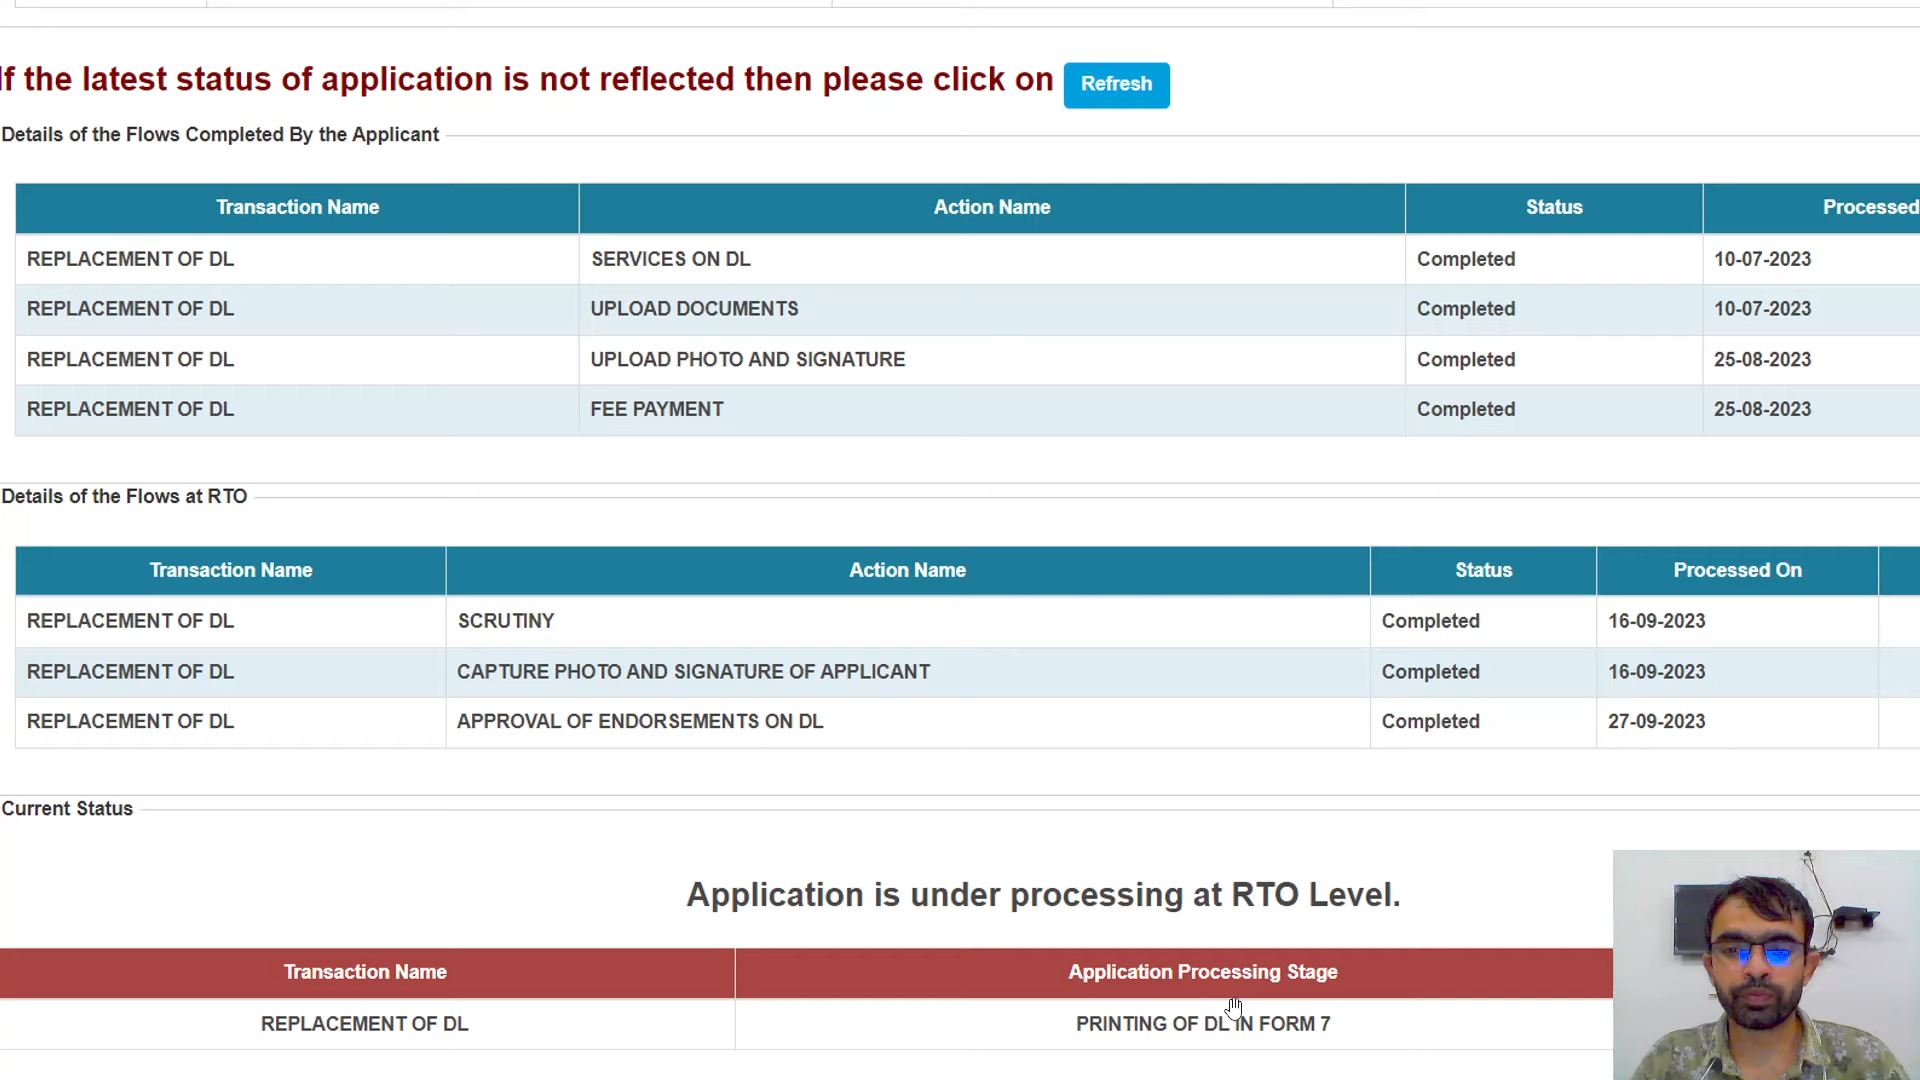 If the latest status of application is not reflected then please click on Refresh
Details of the Flows Completed By the Applicant
Transaction Name Action Name Status Processed
REPLACEMENT OF DL SERVICES ON DL Completed 10-07-2023
REPLACEMENT OF DL UPLOAD DOCUMENTS Completed 10-07-2023
REPLACEMENT OF DL UPLOAD PHOTO AND SIGNATURE Completed 25-08-2023
REPLACEMENT OF DL FEE PAYMENT Completed 25-08-2023
Details of the Flows at RTO
Transaction Name Action Name Status Processed On
REPLACEMENT OF DL SCRUTINY Completed 16-09-2023
REPLACEMENT OF DL CAPTURE PHOTO AND SIGNATURE OF APPLICANT Completed 16-09-2023
REPLACEMENT OF DL APPROVAL OF ENDORSEMENTS ON DL Completed 27-09-2023
Current Status
Application is under processing at RTO Level.
Transaction Name Application Processing Stage
REPLACEMENT OF DL PRINTING OF DL IN FORM 7